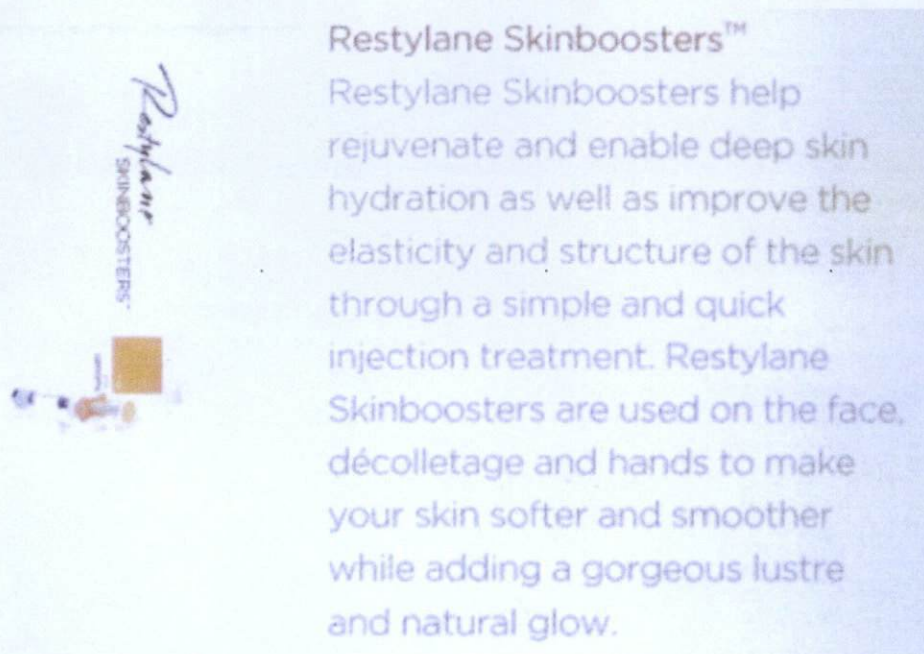 Restylane Skinboosters™
Restylane Skinboosters help
rejuvenate and enable deep skin
hydration as well as improve the
elasticity and structure of the skin
through a simple and quick
injection treatment. Restylane
Skinboosters are used on the face,
décolletage and hands to make
your skin softer and smoother
while adding a gorgeous lustre
and natural glow.
Restylane
SKINBOOSTERS™